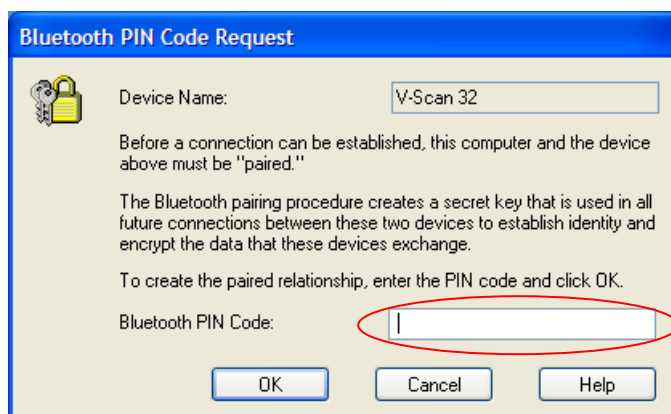 Bluetooth PIN Code Request
Device Name: V-Scan 32
Before a connection can be established, this computer and the device
above must be "paired."
The Bluetooth pairing procedure creates a secret key that is used in all
future connections between these two devices to establish identity and
encrypt the data that these devices exchange.
To create the paired relationship, enter the PIN code and click OK.
Bluetooth PIN Code:
OK Cancel Help